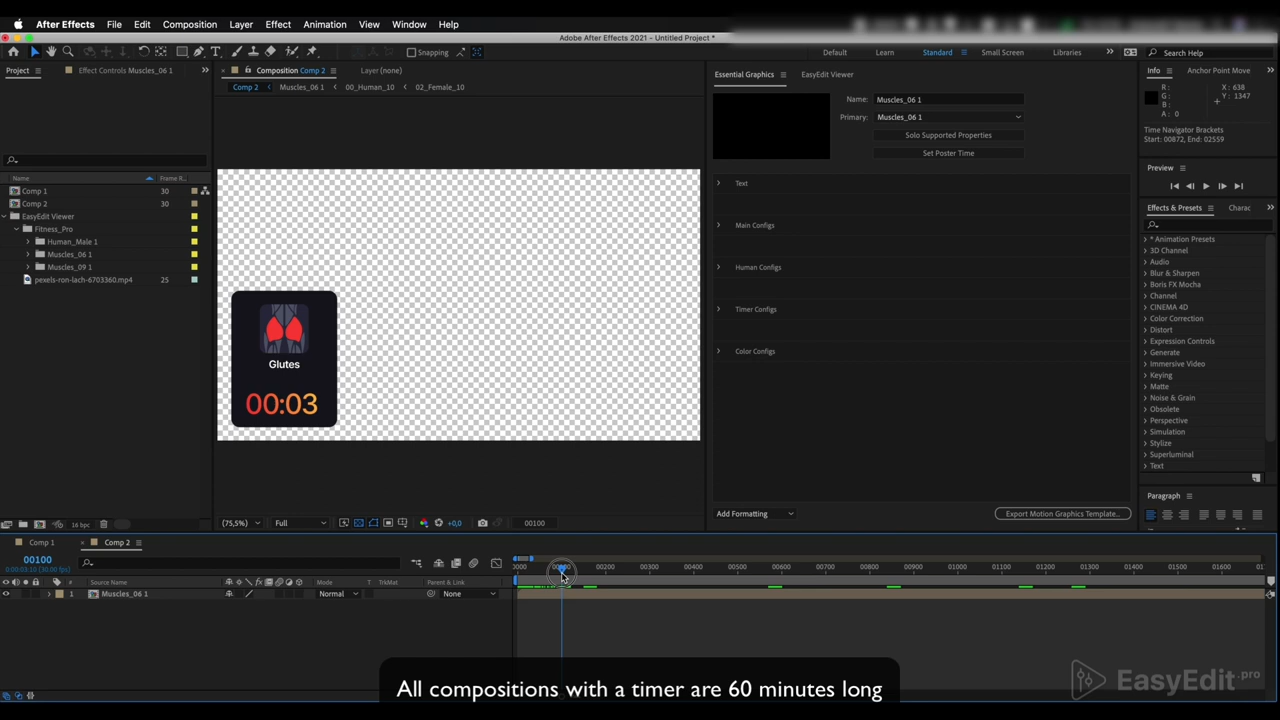 After Effects File Edit Composition Layer Effect Animation View Window Help
Adobe After Effects 2021 - Untitled Project *
Snapping
Default Learn Standard Small Screen Libraries Search Help
Project Effect Controls Muscles_06 1
Composition Comp 2 Layer (none)
Comp 2 Muscles_06 1 00_Human_10 02_Female_10
Name Frame R...
Comp 1 30
Comp 2 30
EasyEdit Viewer
Fitness_Pro
Human_Male 1
Muscles_06 1
Muscles_09 1
pexels-ron-lach-6703360.mp4 25
16 bpc
Glutes
00:03
(75,5%) Full +0,0 00100
Essential Graphics EasyEdit Viewer
Name: Muscles_06 1
Primary: Muscles_06 1
Solo Supported Properties
Set Poster Time
Text
Main Configs
Human Configs
Timer Configs
Color Configs
Add Formatting Export Motion Graphics Template...
Info Anchor Point Move
R: X: 638
G: Y: 1347
B:
A: 0
Time Navigator Brackets
Start: 00872, End: 02559
Preview
Effects & Presets Charac
* Animation Presets
3D Channel
Audio
Blur & Sharpen
Boris FX Mocha
Channel
CINEMA 4D
Color Correction
Distort
Expression Controls
Generate
Immersive Video
Keying
Matte
Noise & Grain
Obsolete
Perspective
Simulation
Stylize
Superluminal
Text
Paragraph
Comp 1 Comp 2
00100
0:00:03:10 (30.00 fps)
Source Name Mode T TrkMat Parent & Link
1 Muscles_06 1 Normal None
0000 00200 00300 00400 00500 00600 00700 00800 00900 01000 01100 01200 01300 01400 01500 01600
All compositions with a timer are 60 minutes long
EasyEdit.pro